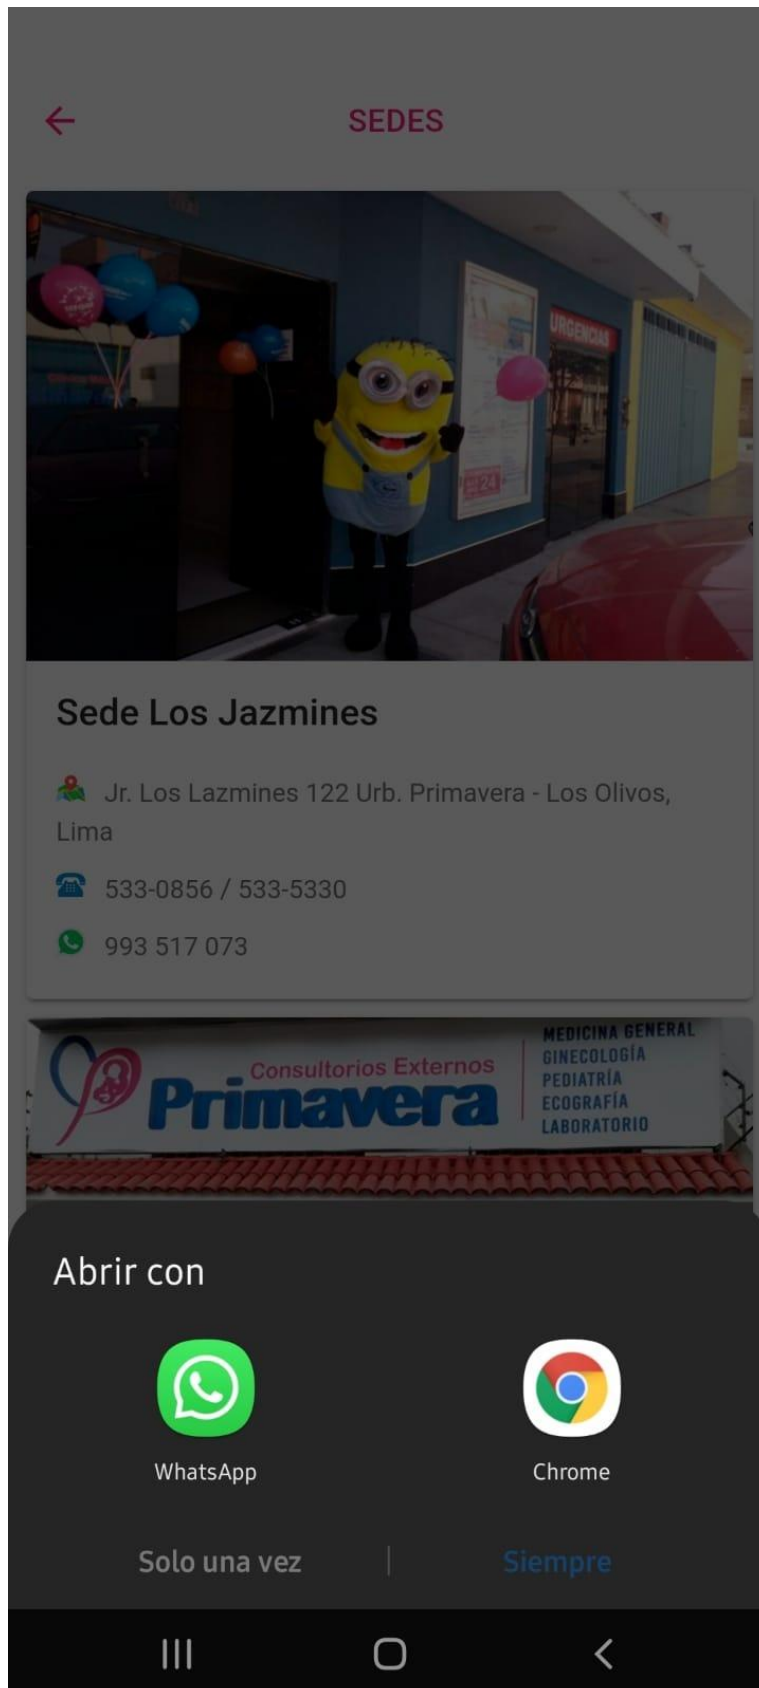 SEDES
URGENCIAS
24
Sede Los Jazmines
Jr. Los Lazmines 122 Urb. Primavera - Los Olivos,
Lima
533-0856 / 533-5330
993 517 073
Consultorios Externos
Primavera
MEDICINA GENERAL
GINECOLOGÍA
PEDIATRÍA
ECOGRAFÍA
LABORATORIO
Abrir con
WhatsApp
Chrome
Solo una vez
Siempre